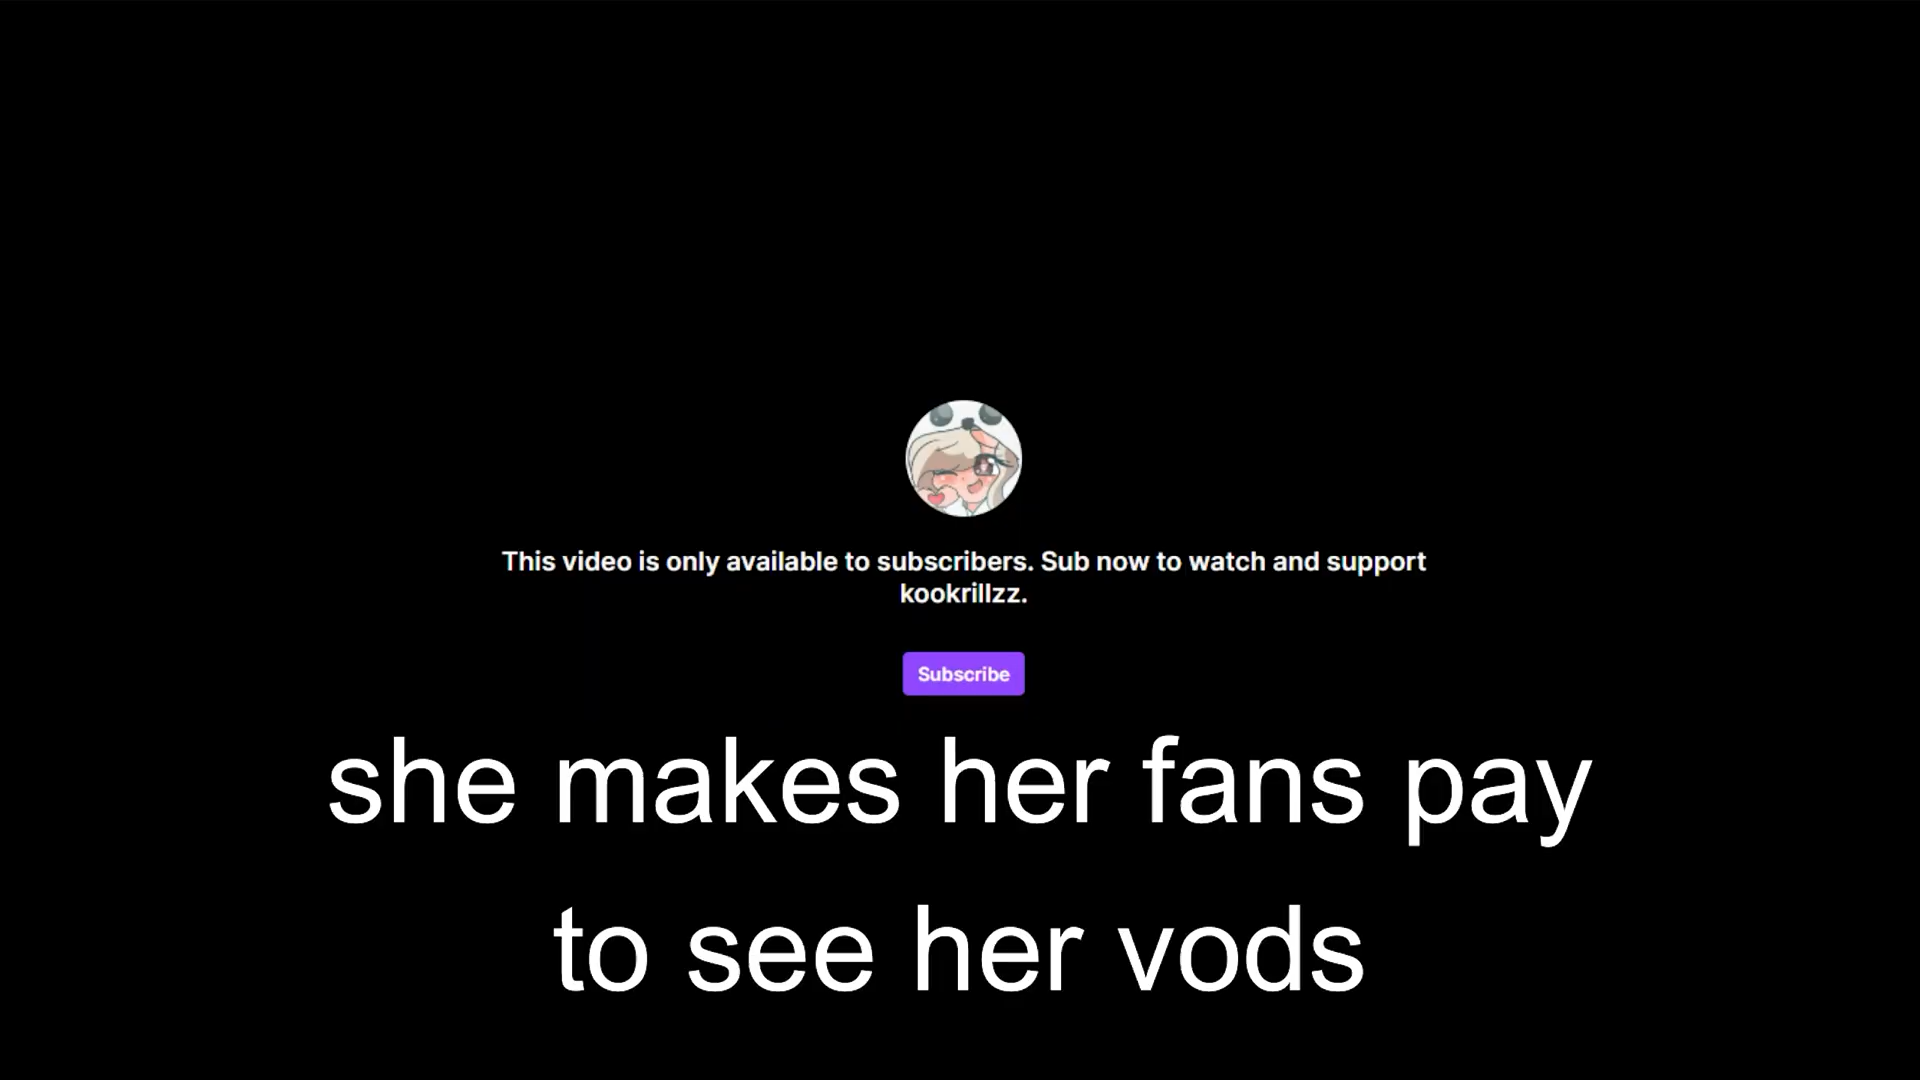 This video is only available to subscribers. Sub now to watch and support
kookrillzz.
Subscribe
she makes her fans pay
to see her vods